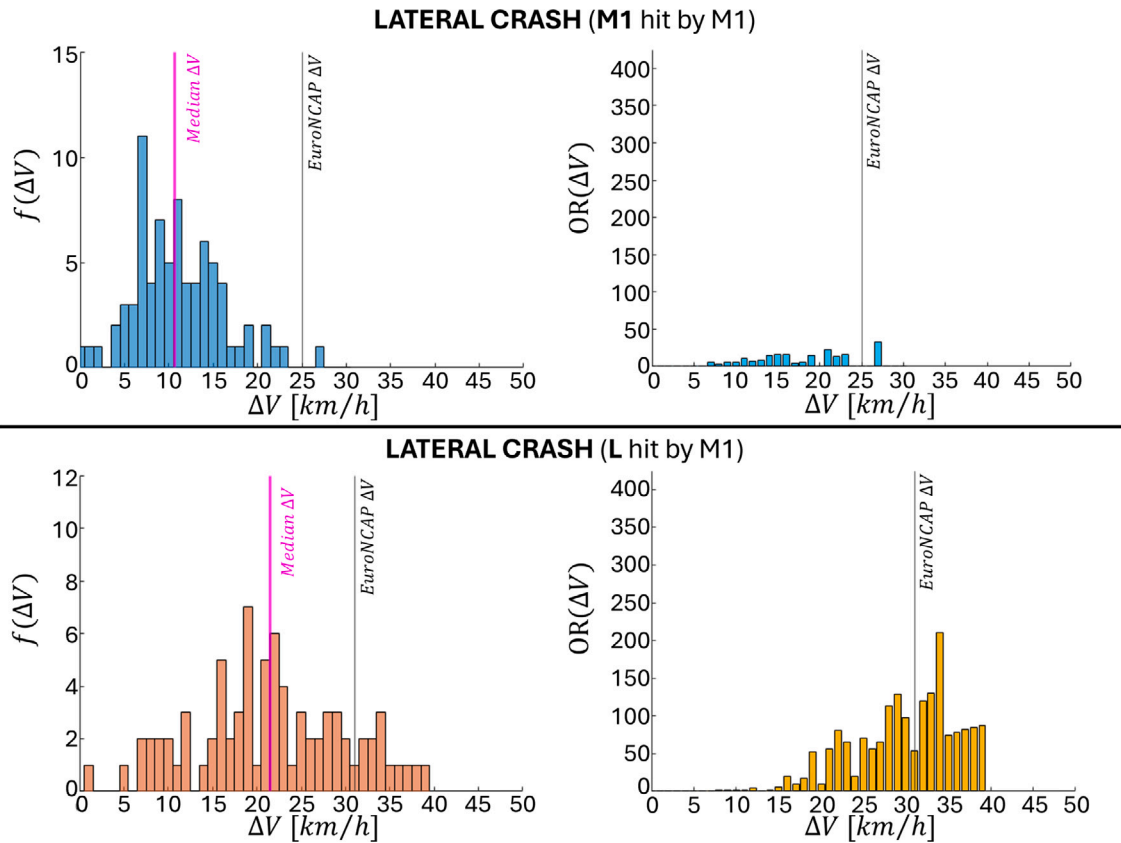 LATERAL CRASH (M1 hit by M1)
15
10
5
0
f(ΔV)
Median ΔV
EuroNCAP ΔV
0 5 10 15 20 25 30 35 40 45 50
ΔV [km/h]
400
350
300
250
200
150
100
50
0
OR(ΔV)
EuroNCAP ΔV
0 5 10 15 20 25 30 35 40 45 50
ΔV [km/h]
LATERAL CRASH (L hit by M1)
12
10
8
6
4
2
0
f(ΔV)
Median ΔV
EuroNCAP ΔV
0 5 10 15 20 25 30 35 40 45 50
ΔV [km/h]
400
350
300
250
200
150
100
50
0
OR(ΔV)
EuroNCAP ΔV
0 5 10 15 20 25 30 35 40 45 50
ΔV [km/h]